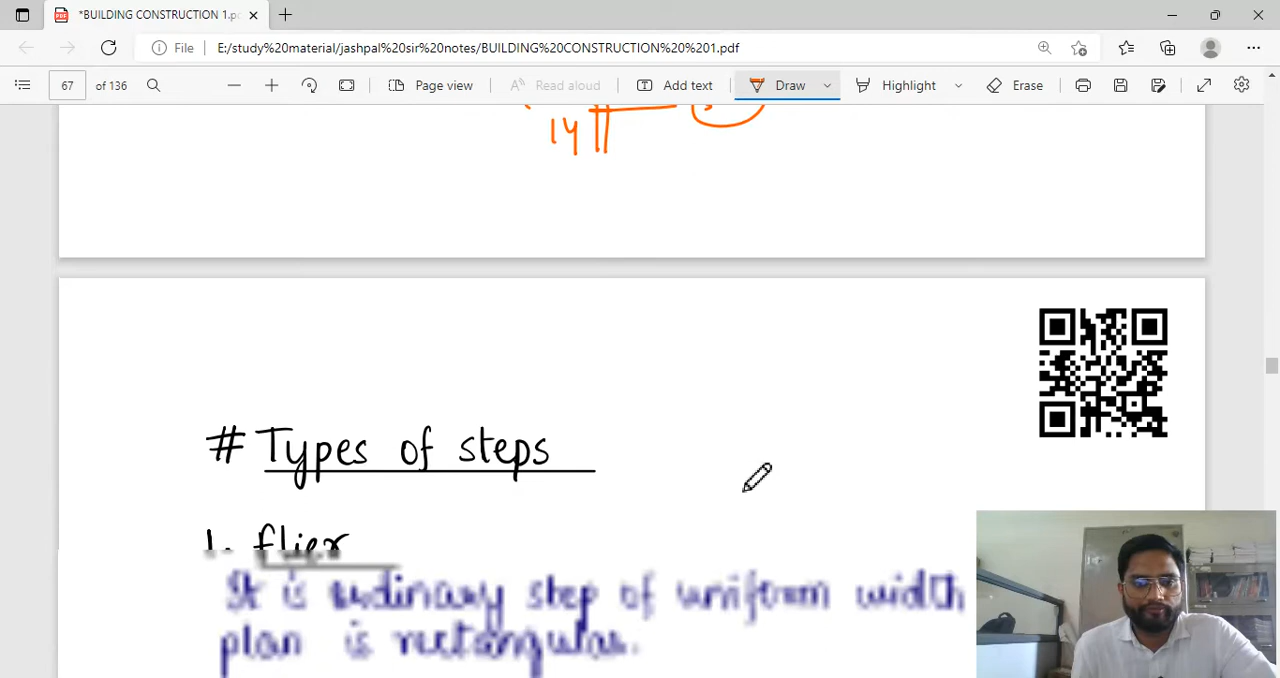 *BUILDING CONSTRUCTION 1.pd
File E:/study%20material/jashpal%20sir%20notes/BUILDING%20CONSTRUCTION%20%201.pdf
67 of 136 Page view Read aloud Add text Draw Highlight Erase
14
# Types of steps
1. flier
It is ordinary step of uniform width
plan is rectangular.